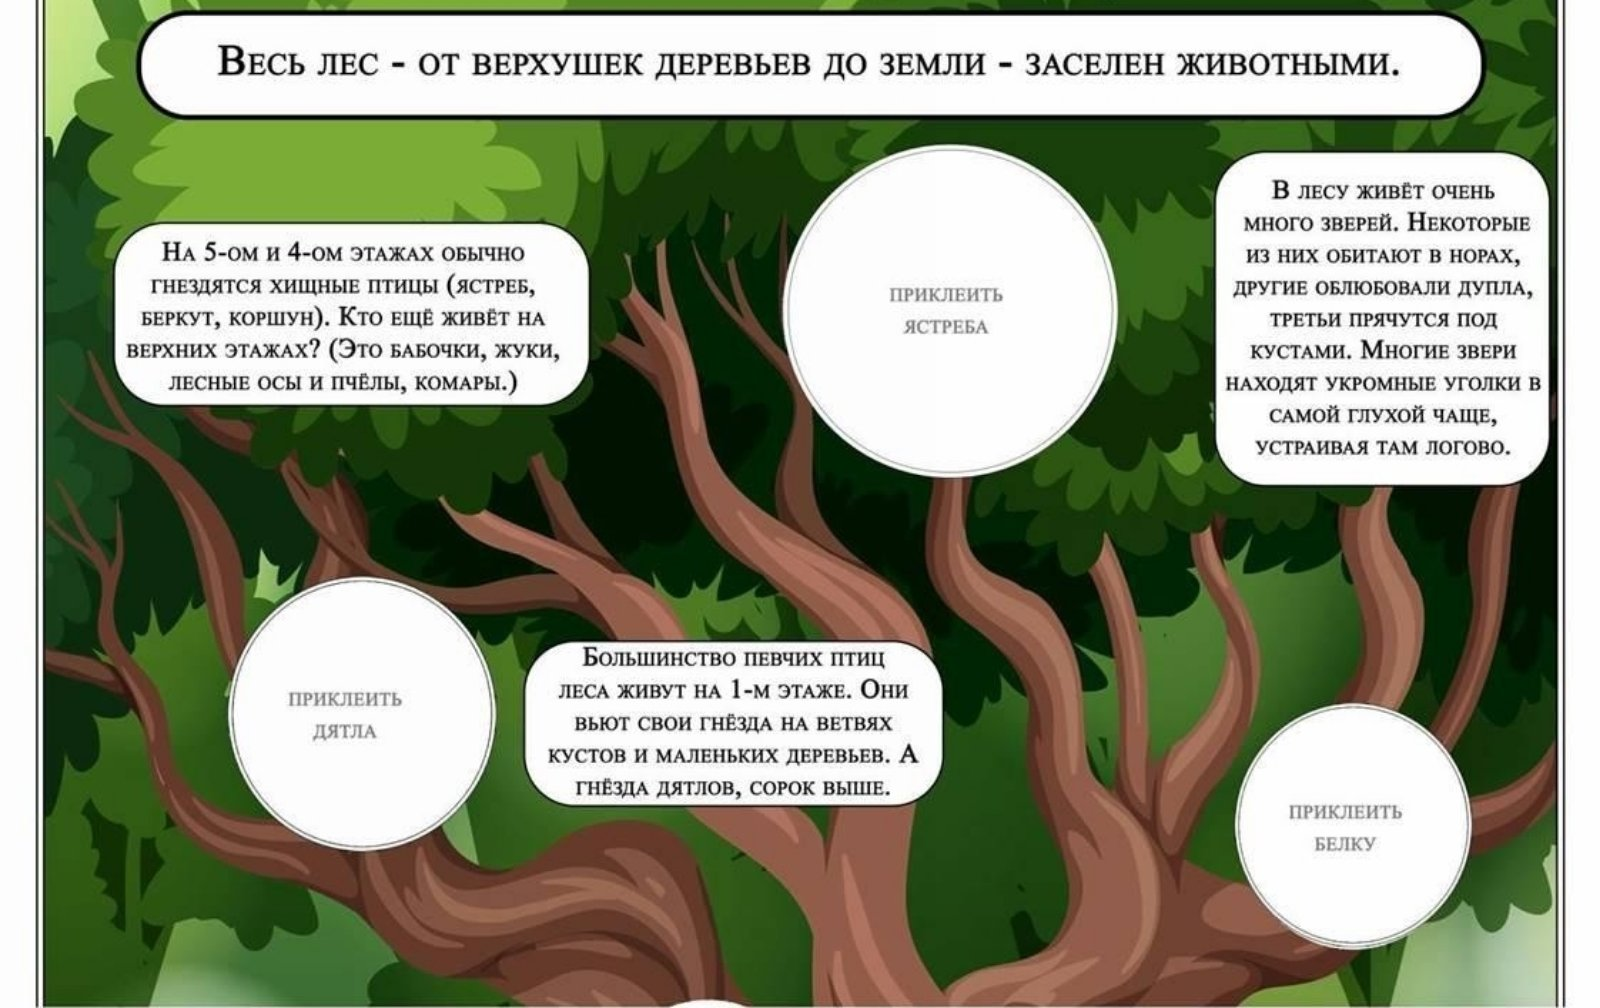 Весь лес - от верхушек деревьев до земли - заселен животными.
На 5-ом и 4-ом этажах обычно
гнездятся хищные птицы (ястреб,
беркут, коршун). Кто ещё живёт на
верхних этажах? (Это бабочки, жуки,
лесные осы и пчёлы, комары.)
приклеить
ястреба
В лесу живёт очень
много зверей. Некоторые
из них обитают в норах,
другие облюбовали дупла,
третьи прячутся под
кустами. Многие звери
находят укромные уголки в
самой глухой чаще,
устраивая там логово.
приклеить
дятла
Большинство певчих птиц
леса живут на 1-м этаже. Они
вьют свои гнёзда на ветвях
кустов и маленьких деревьев. А
гнёзда дятлов, сорок выше.
приклеить
белку